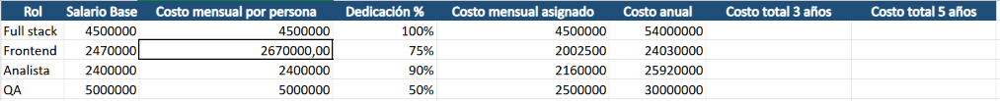 Rol Salario Base Costo mensual por persona Dedicación % Costo mensual asignado Costo anual Costo total 3 años Costo total 5 años
Full stack 4500000 4500000 100% 4500000 54000000
Frontend 2470000 2670000,00 75% 2002500 24030000
Analista 2400000 2400000 90% 2160000 25920000
QA 5000000 5000000 50% 2500000 30000000